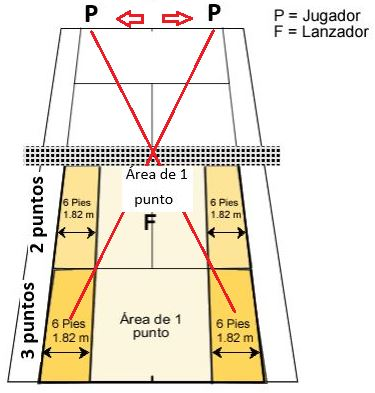 P
P
P = Jugador
F = Lanzador
Área de 1
punto
2 puntos
6 Pies
1.82 m
6 Pies
1.82 m
F
3 puntos
6 Pies
1.82 m
Área de 1
punto
6 Pies
1.82 m